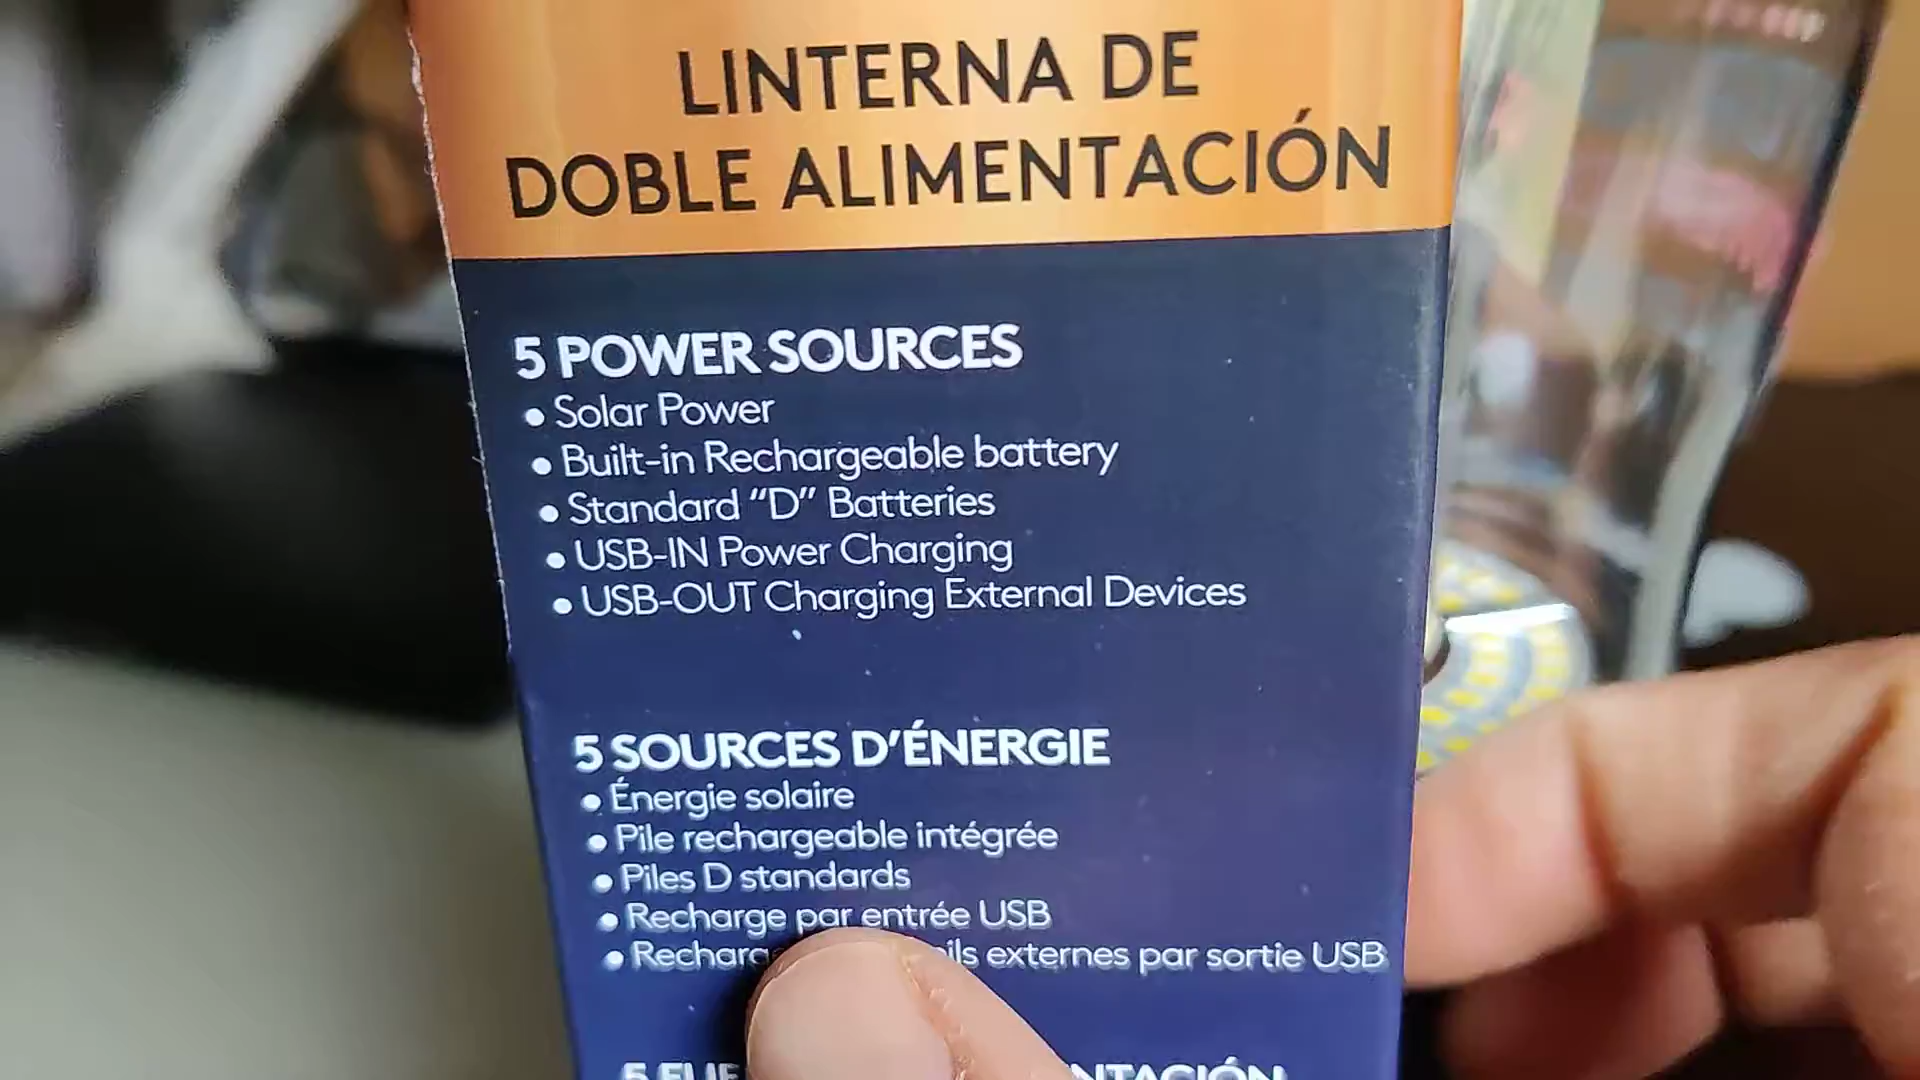 LINTERNA DE
DOBLE ALIMENTACIÓN
5 POWER SOURCES
• Solar Power
• Built-in Rechargeable battery
• Standard “D” Batteries
• USB-IN Power Charging
• USB-OUT Charging External Devices
5 SOURCES D’ÉNERGIE
• Énergie solaire
• Pile rechargeable intégrée
• Piles D standards
• Recharge par entrée USB
• externes par sortie USB
5